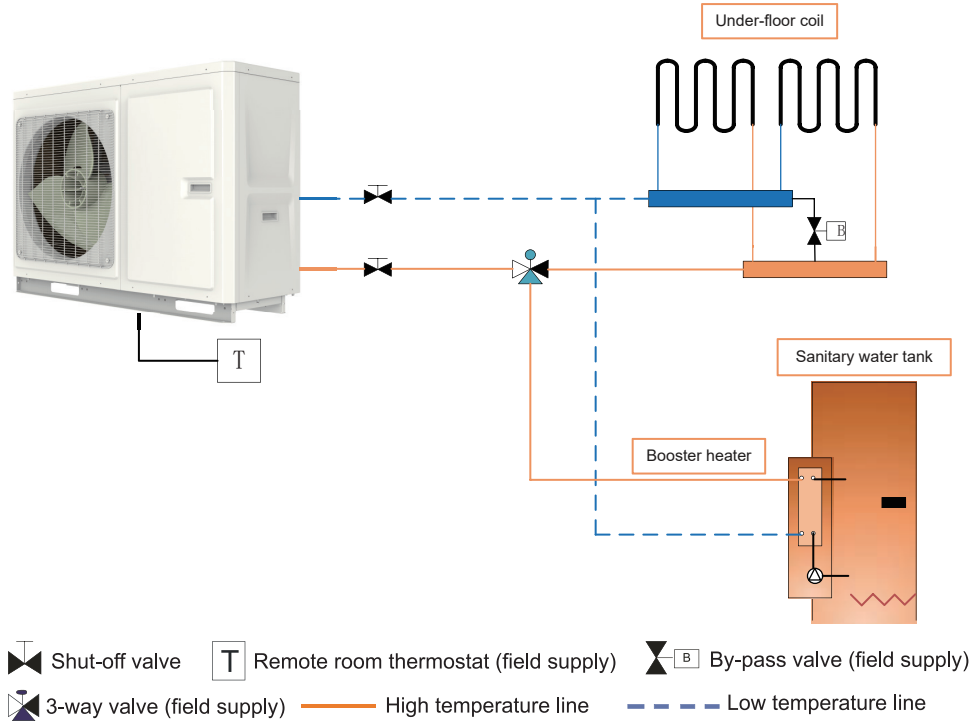 Under-floor coil
B
T
Sanitary water tank
Booster heater
Shut-off valve
T Remote room thermostat (field supply)
B By-pass valve (field supply)
3-way valve (field supply)
High temperature line
Low temperature line